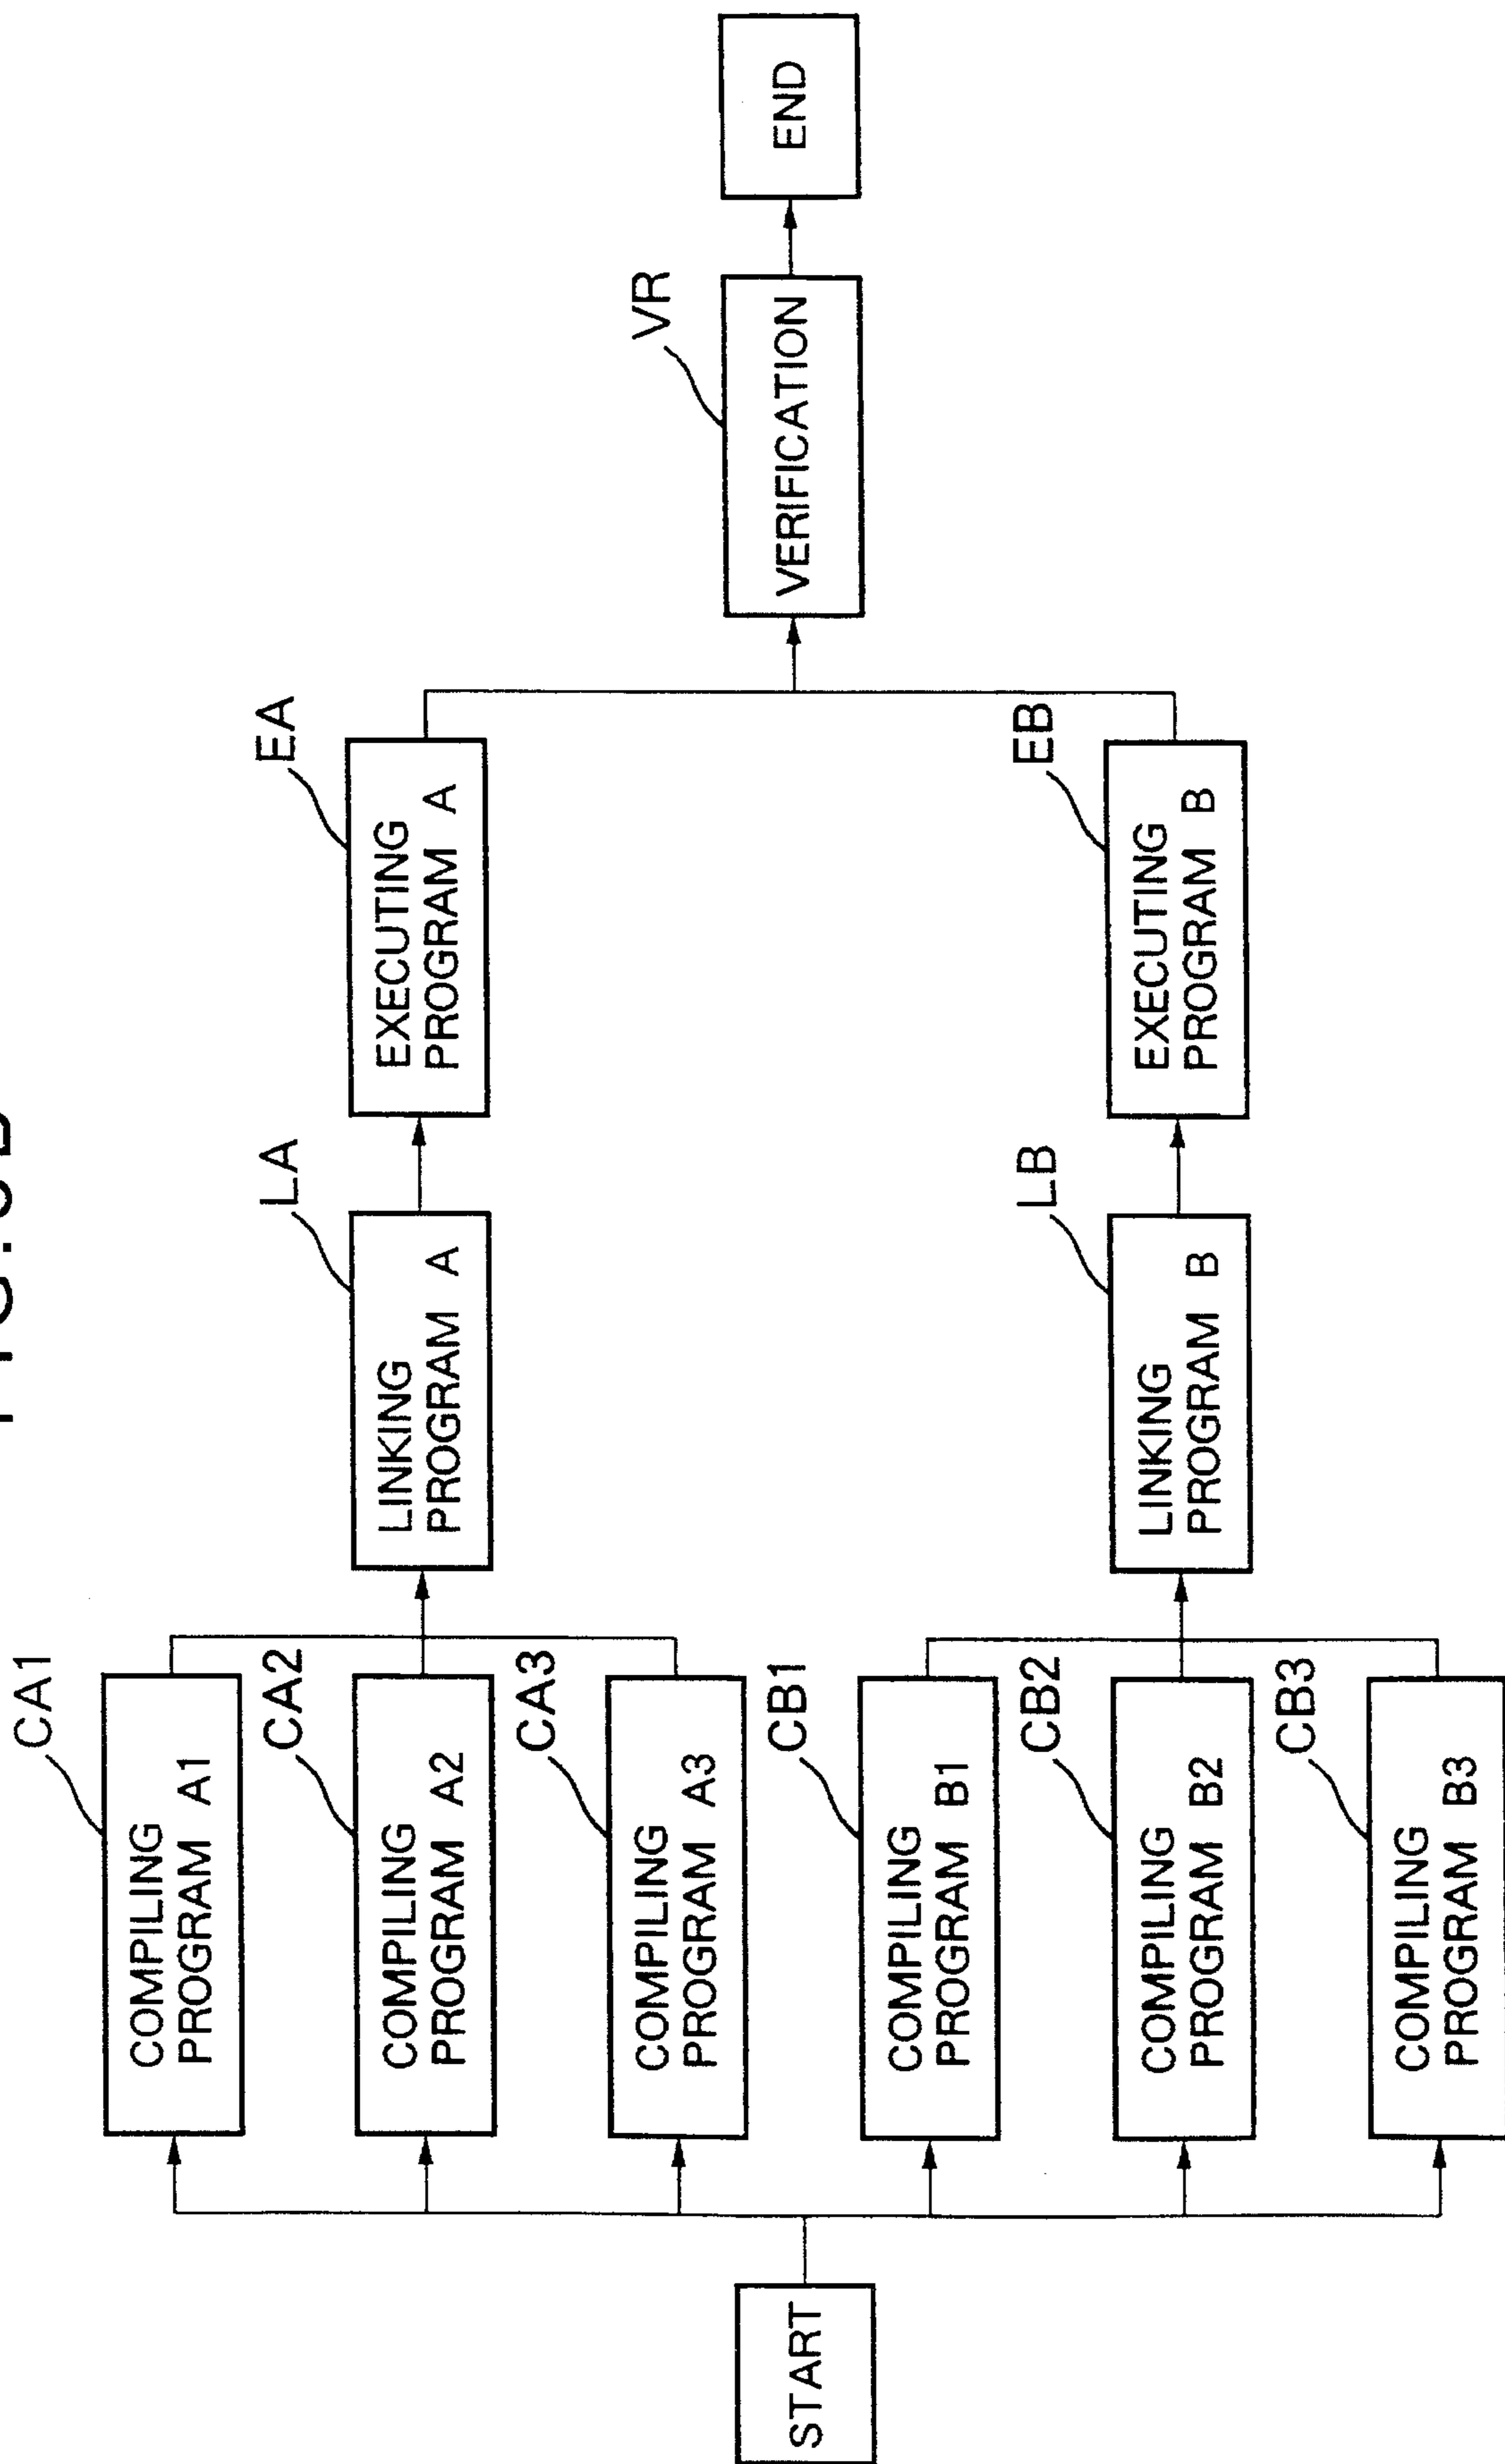 START
CA1
COMPILING
PROGRAM A1
CA2
COMPILING
PROGRAM A2
CA3
COMPILING
PROGRAM A3
CB1
COMPILING
PROGRAM B1
CB2
COMPILING
PROGRAM B2
CB3
COMPILING
PROGRAM B3
LA
LINKING
PROGRAM A
LB
LINKING
PROGRAM B
EA
EXECUTING
PROGRAM A
EB
EXECUTING
PROGRAM B
VR
VERIFICATION
END